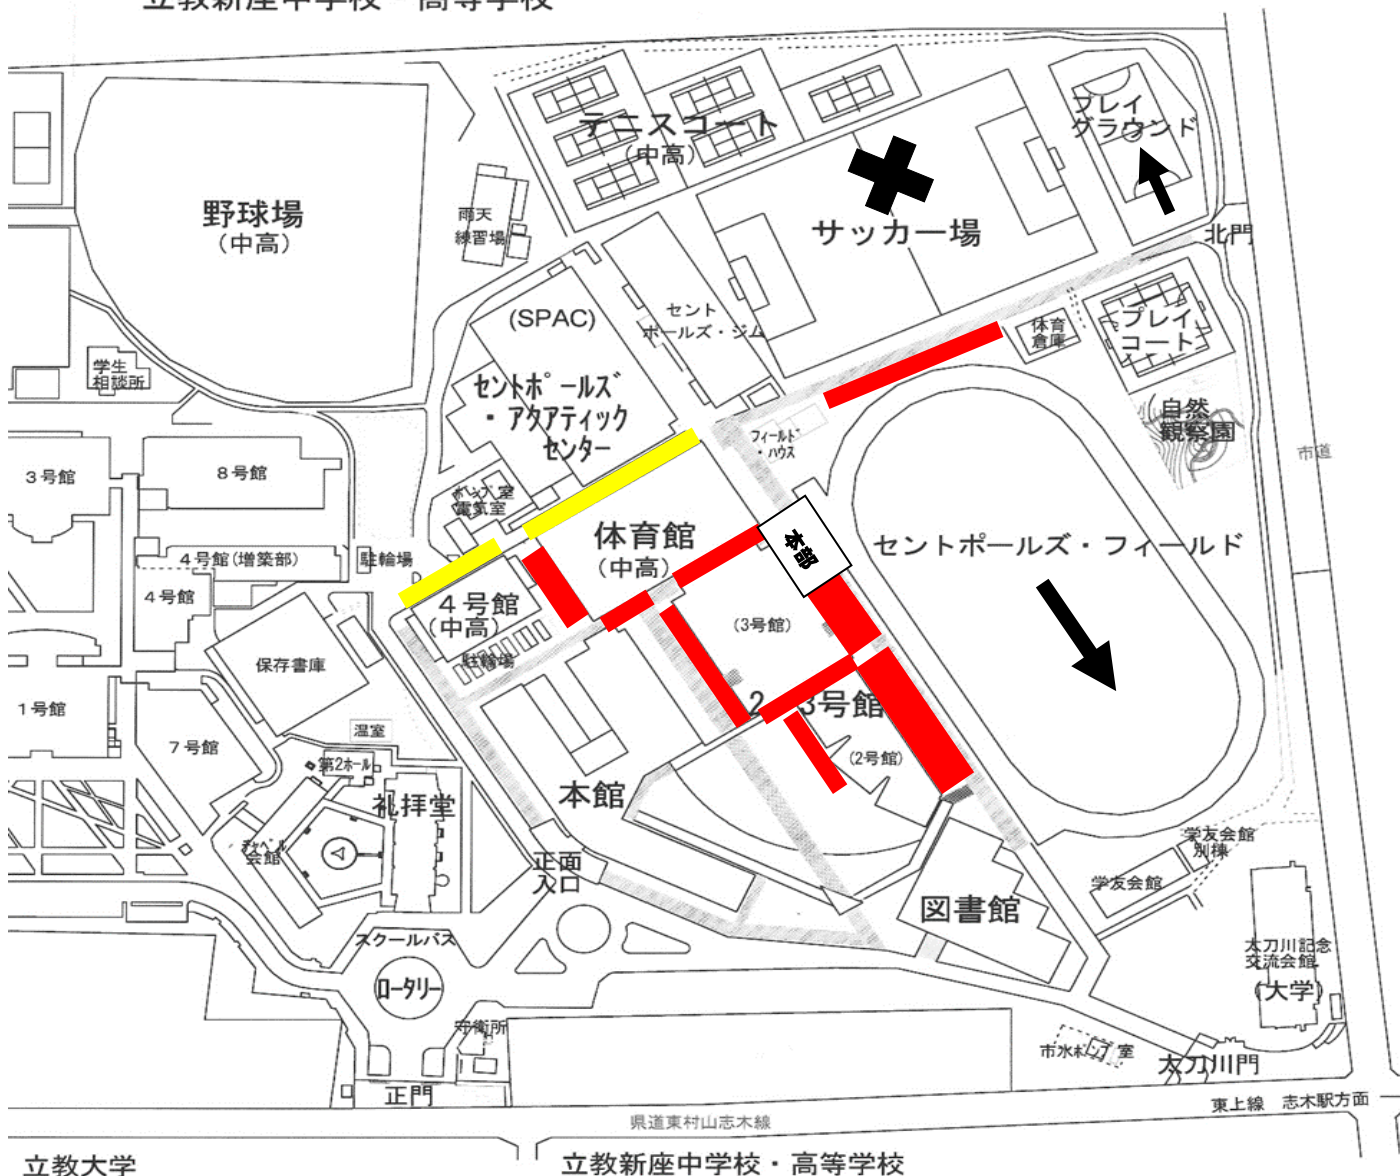 立教新座中学校・高等学校
テニスコート
(中高)
プレイ
グラウンド
野球場
(中高)
雨天
練習場
サッカー場
北門
(SPAC)
セント
ポールズ・ジム
体育
倉庫
プレイ
コート
学生
相談所
セントポールズ
・アクアティック
センター
自然
観察園
フィールド
・ハウス
市道
3号館
8号館
ポンプ室
電気室
体育館
(中高)
本部
セントポールズ・フィールド
4号館(増築部)
駐輪場
4号館
4号館
(中高)
(3号館)
駐輪場
保存書庫
1号館
7号館
温室
2
3号館
(2号館)
第2ホール
本館
礼拝堂
チャペル
会館
正面
入口
学友会館
別棟
学友会館
図書館
スクールバス
ロータリー
太刀川記念
交流会館
(大学)
守衛所
市水ポンプ室
太刀川門
正門
東上線 志木駅方面
県道東村山志木線
立教大学
立教新座中学校・高等学校